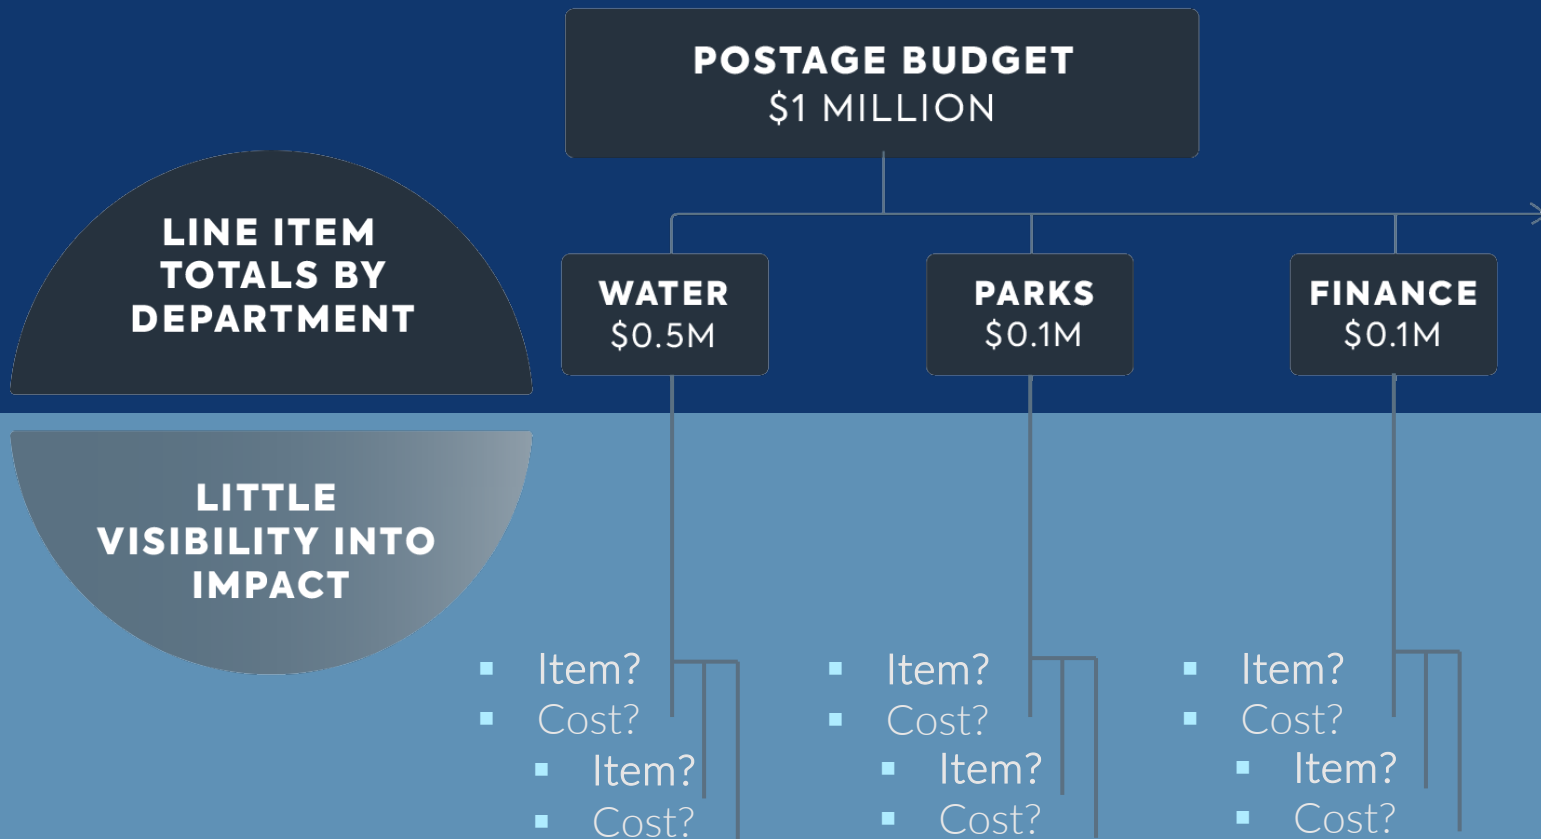 POSTAGE BUDGET
$1 MILLION
LINE ITEM
TOTALS BY
DEPARTMENT
WATER
$0.5M
PARKS
$0.1M
FINANCE
$0.1M
LITTLE
VISIBILITY INTO
IMPACT
Item?
Cost?
Item?
Cost?
Item?
Cost?
Item?
Cost?
Item?
Cost?
Item?
Cost?